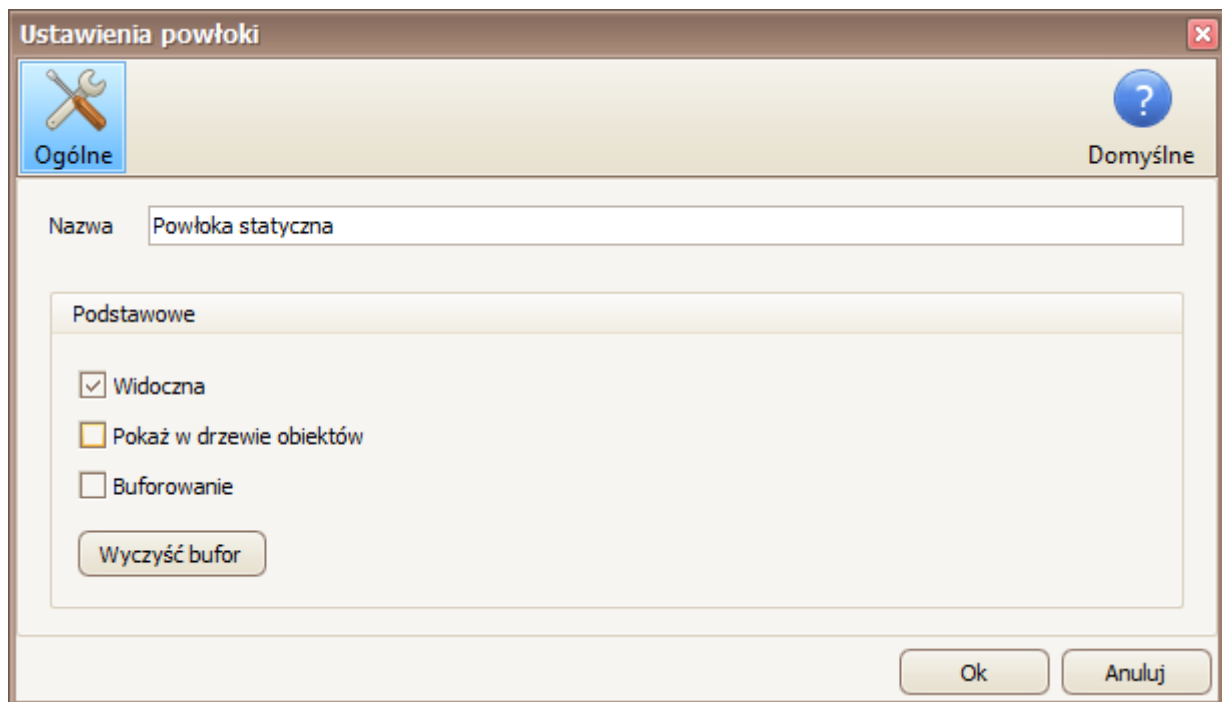 Ustawienia powłoki
Ogólne
Domyślne
Nazwa Powłoka statyczna
Podstawowe
Widoczna
Pokaż w drzewie obiektów
Buforowanie
Wyczyść bufor
Ok Anuluj